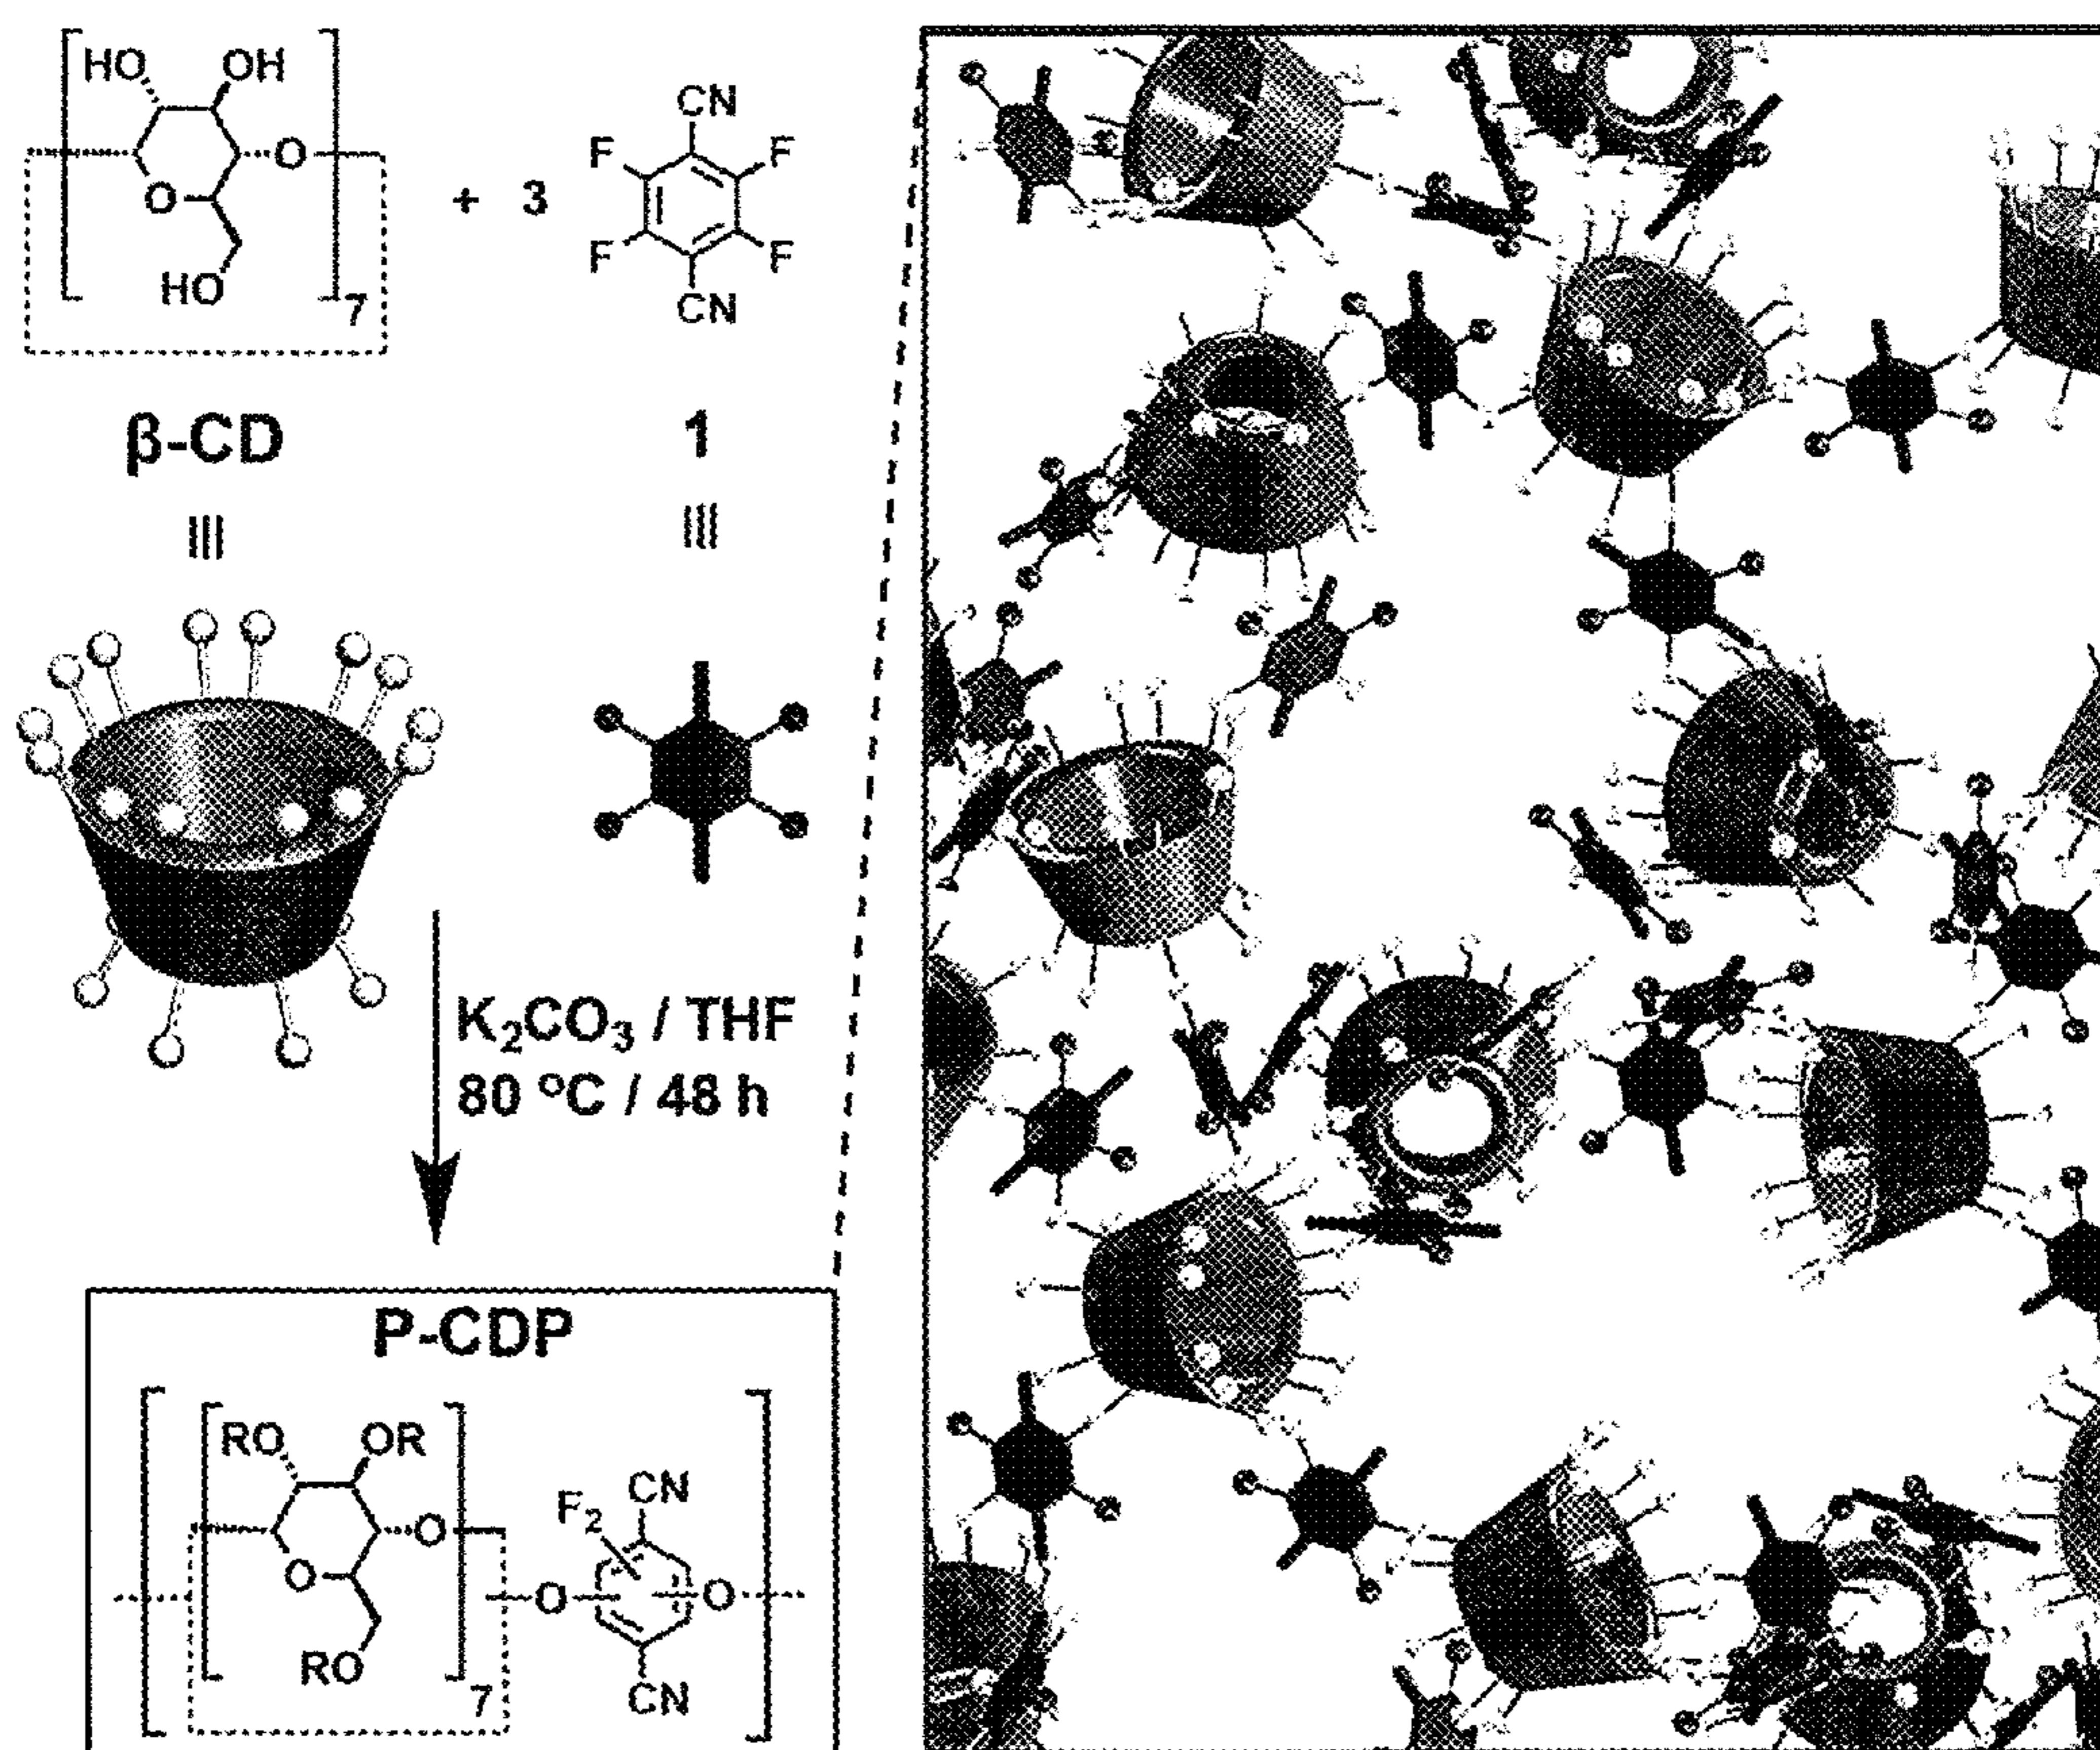 HO OH
O
O
HO
7
+ 3
CN
F F
F F
CN
β-CD
1
≡
≡
K₂CO₃ / THF
80 °C / 48 h
P-CDP
RO OR
O
O
RO
7
O
F₂
CN
O
CN